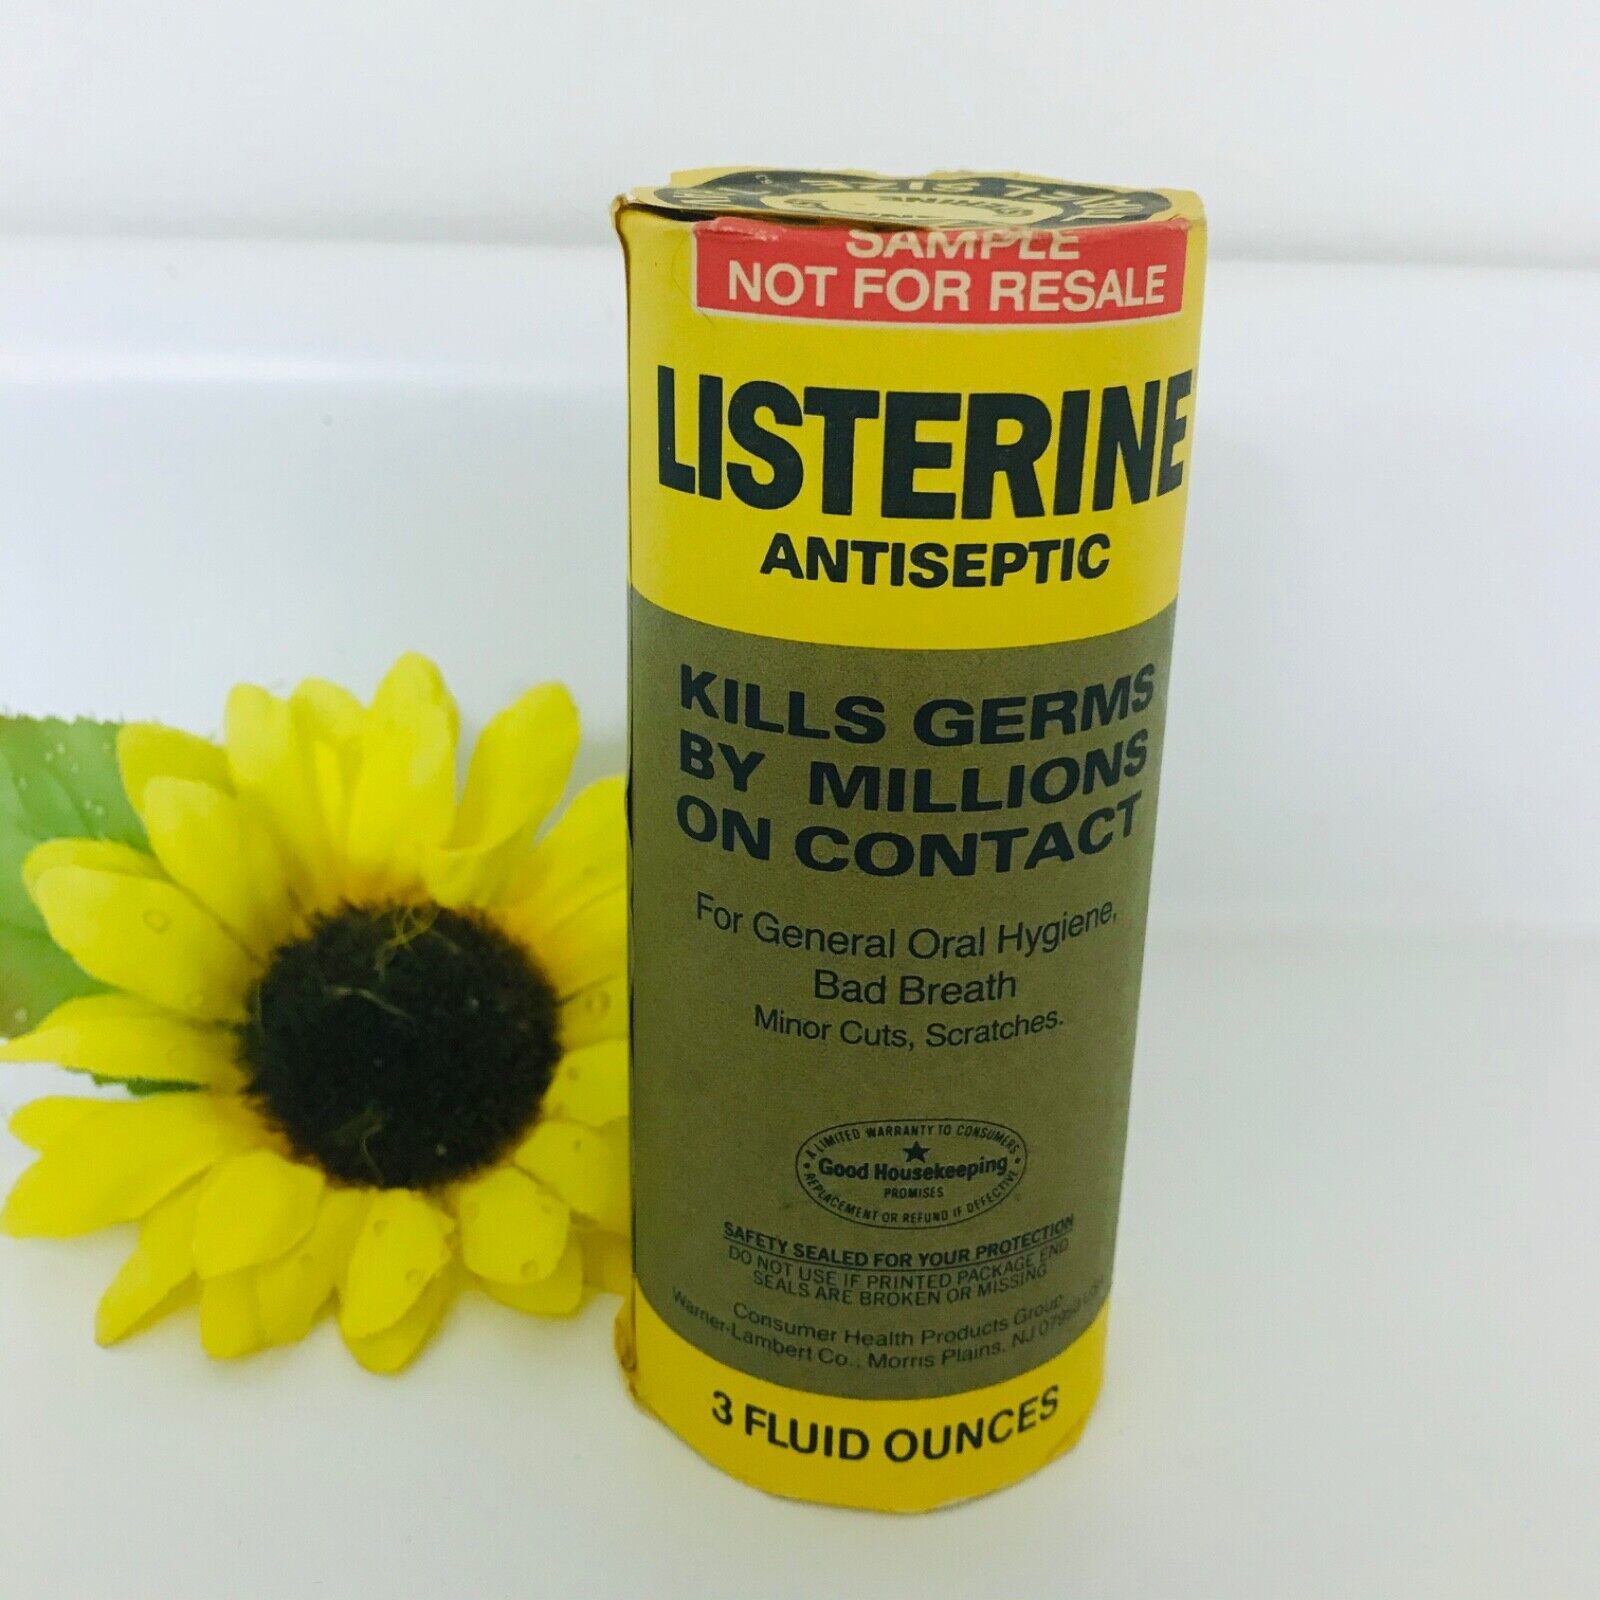 SAMPLE
NOT FOR RESALE
LISTERINE
ANTISEPTIC
KILLS GERMS
BY MILLIONS
ON CONTACT
For General Oral Hygiene,
Bad Breath
Minor Cuts, Scratches.
A LIMITED WARRANTY TO CONSUMERS
Good Housekeeping
PROMISES
REPLACEMENT OR REFUND IF DEFECTIVE
SAFETY SEALED FOR YOUR PROTECTION
DO NOT USE IF PRINTED PACKAGE END
SEALS ARE BROKEN OR MISSING
Consumer Health Products Group
Warner-Lambert Co., Morris Plains, NJ 07950
3 FLUID OUNCES